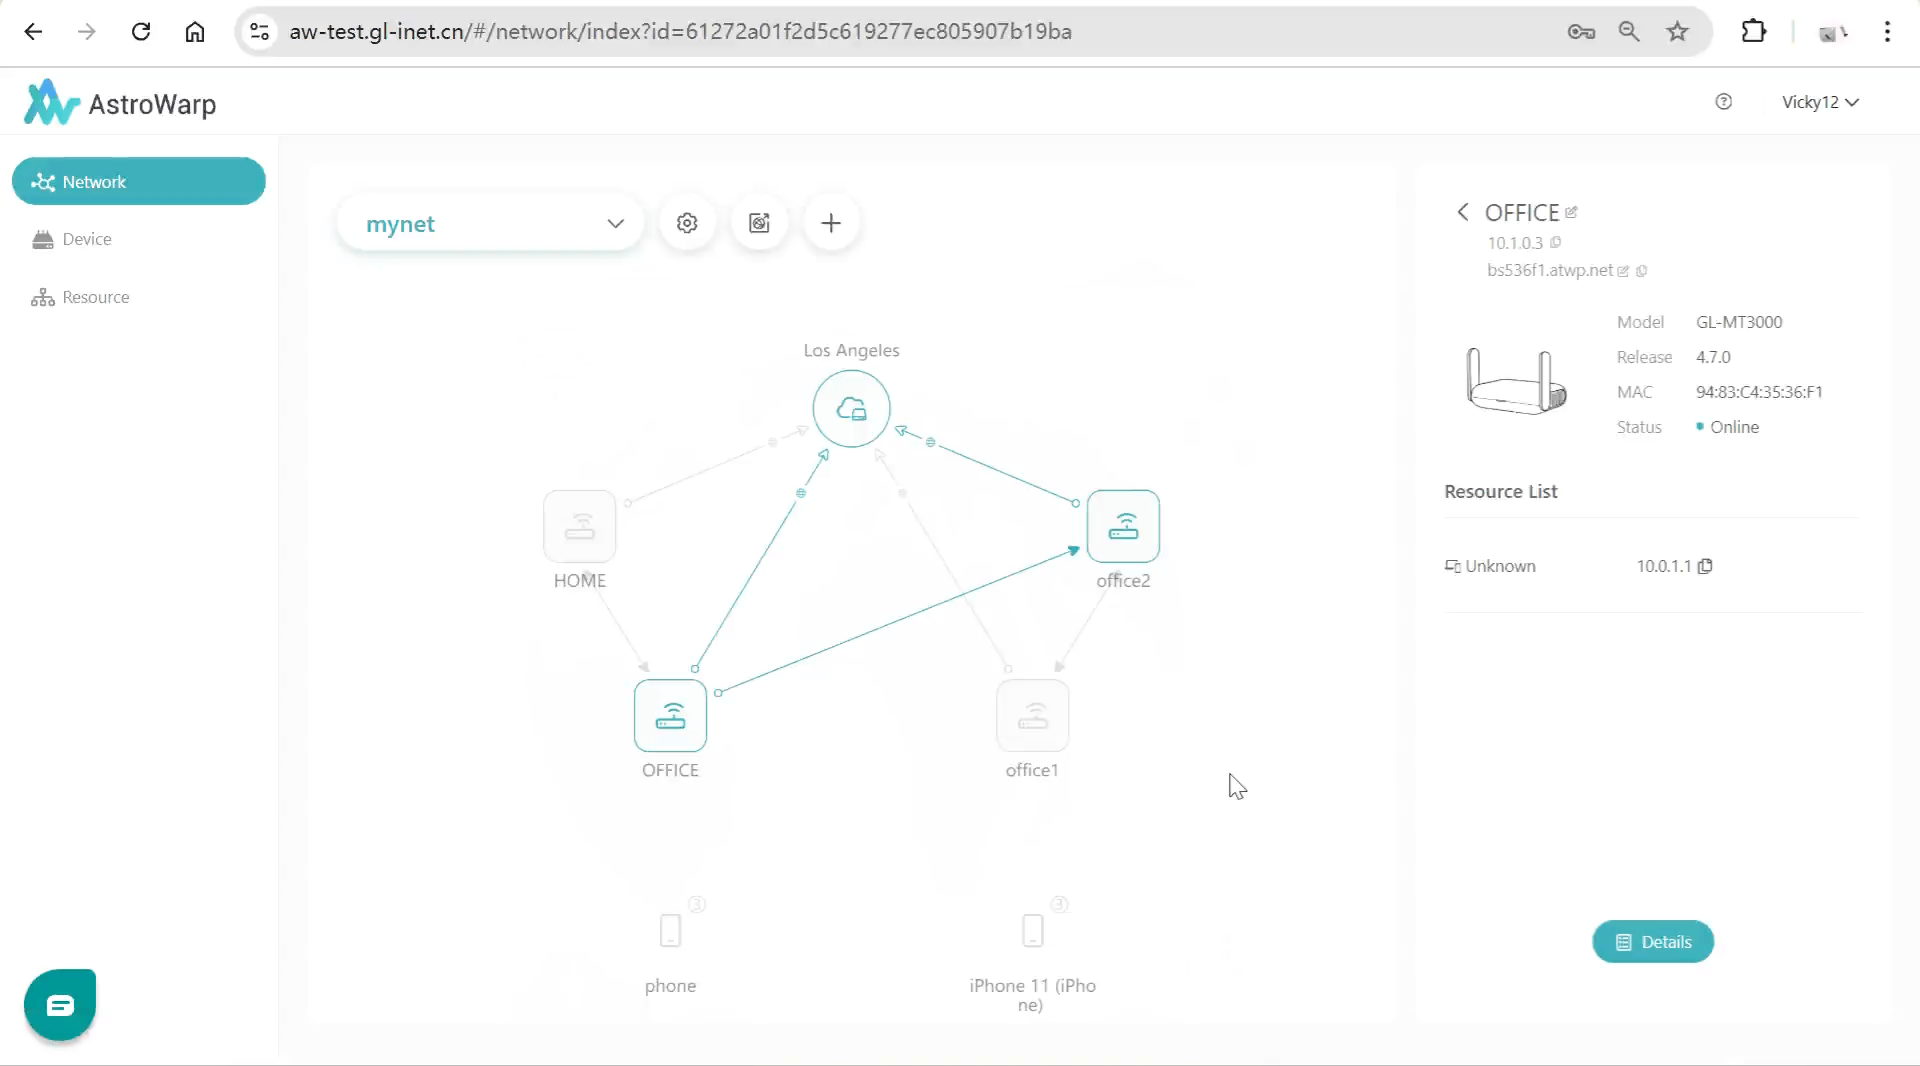 aw-test.gl-inet.cn/#/network/index?id=61272a01f2d5c619277ec805907b19ba
AstroWarp
Vicky12
Network
Device
Resource
mynet
Los Angeles
HOME
office2
OFFICE
office1
3
phone
3
iPhone 11 (iPho
ne)
OFFICE
10.1.0.3
bs536f1.atwp.net
Model GL-MT3000
Release 4.7.0
MAC 94:83:C4:35:36:F1
Status Online
Resource List
Unknown 10.0.1.1
Details